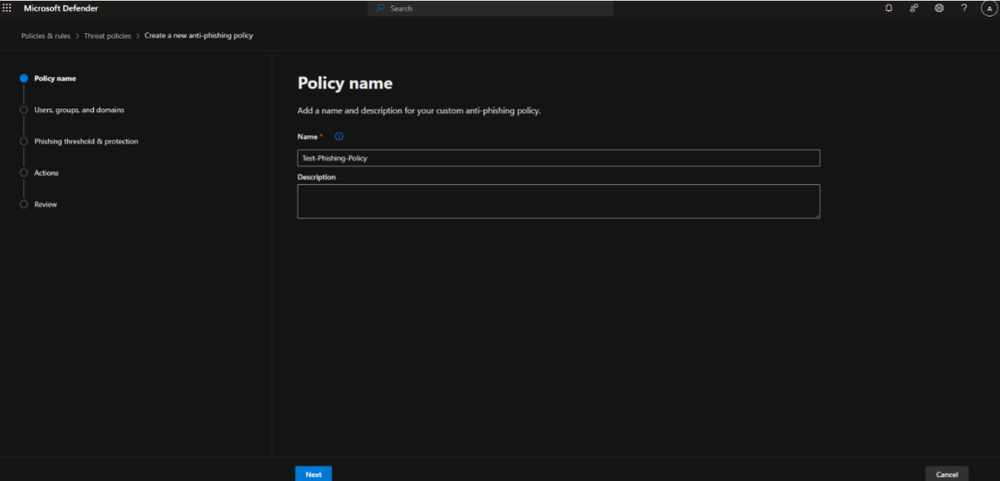 Microsoft Defender
Search
A
Policies & rules > Threat policies > Create a new anti-phishing policy
Policy name
Users, groups, and domains
Phishing threshold & protection
Actions
Review
Policy name
Add a name and description for your custom anti-phishing policy.
Name *
Test-Phishing-Policy
Description
Next
Cancel